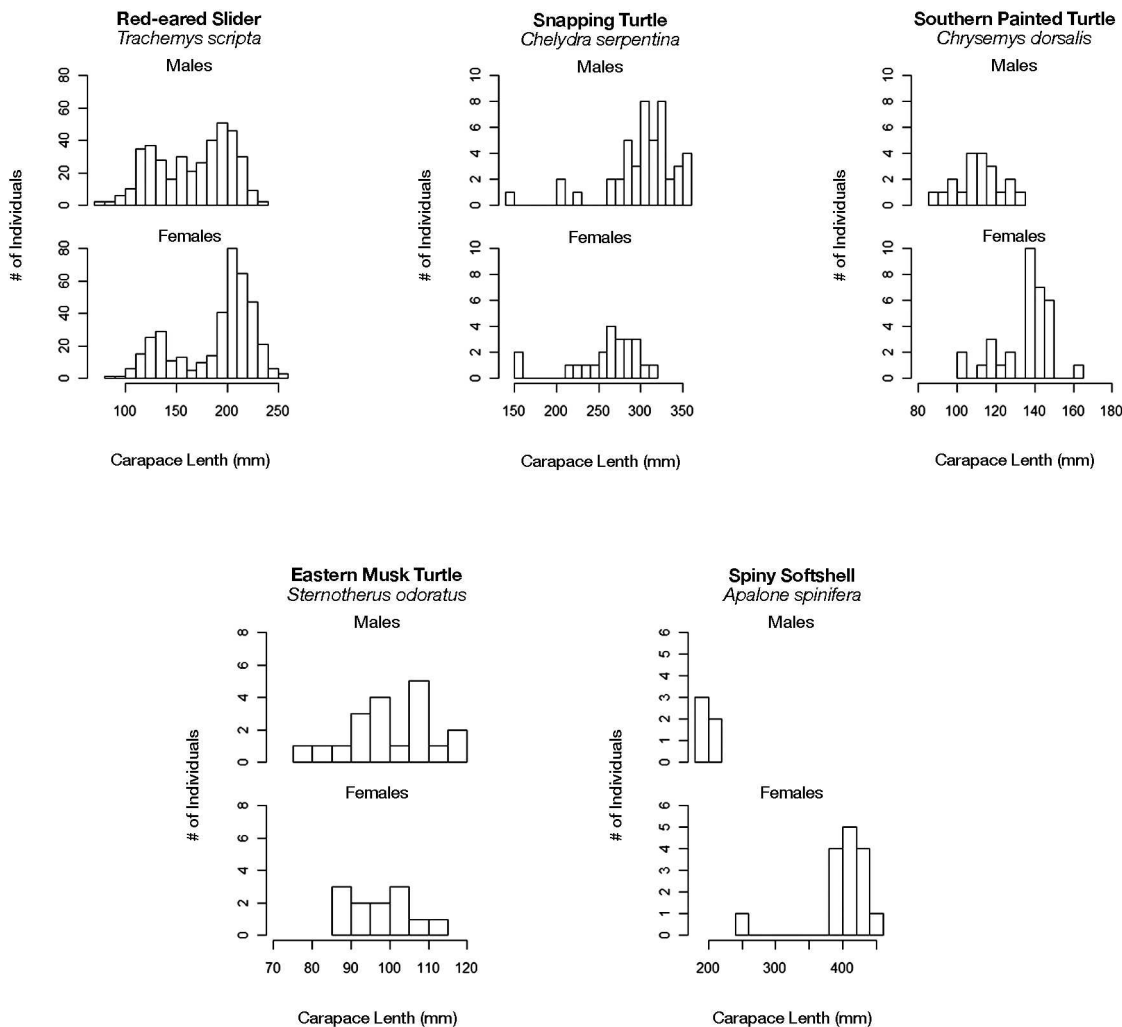 Red-eared Slider
Trachemys scripta
Males
80
60
40
20
0
Females
80
60
40
20
0
# of Individuals
100 150 200 250
Carapace Lenth (mm)
Snapping Turtle
Chelydra serpentina
Males
10
8
6
4
2
0
Females
10
8
6
4
2
0
# of Individuals
150 200 250 300 350
Carapace Lenth (mm)
Southern Painted Turtle
Chrysemys dorsalis
Males
10
8
6
4
2
0
Females
10
8
6
4
2
0
# of Individuals
80 100 120 140 160 180
Carapace Lenth (mm)
Eastern Musk Turtle
Sternotherus odoratus
Males
8
6
4
2
0
Females
8
6
4
2
0
# of Individuals
70 80 90 100 110 120
Carapace Lenth (mm)
Spiny Softshell
Apalone spinifera
Males
6
5
4
3
2
1
0
Females
6
5
4
3
2
1
0
# of Individuals
200 300 400
Carapace Lenth (mm)